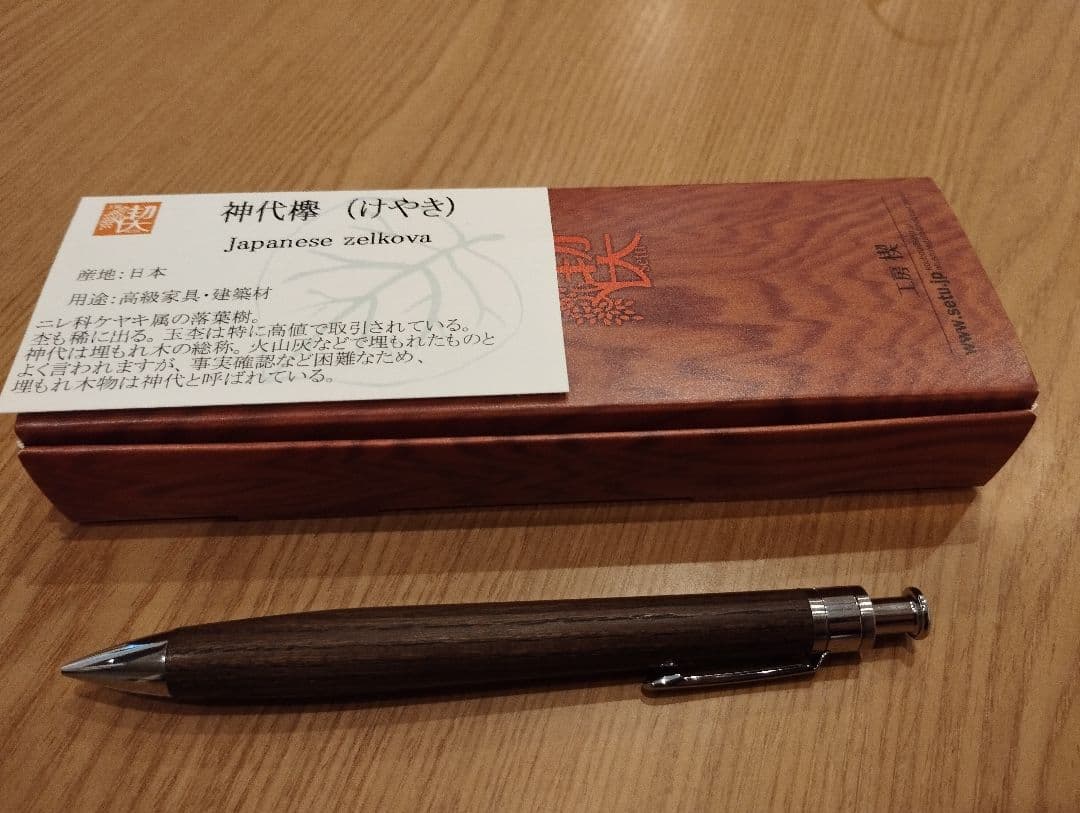 神代欅（けやき）
Japanese zelkova
産地：日本
用途：高級家具・建築材
ニレ科ケヤキ属の落葉樹。
杢も稀に出る。玉杢は特に高値で取引されている。
神代は埋もれ木の総称。火山灰などで埋もれたものと
よく言われますが、事実確認など困難なため、
埋もれ木物は神代と呼ばれている。
工房 楔
www.setu.jp